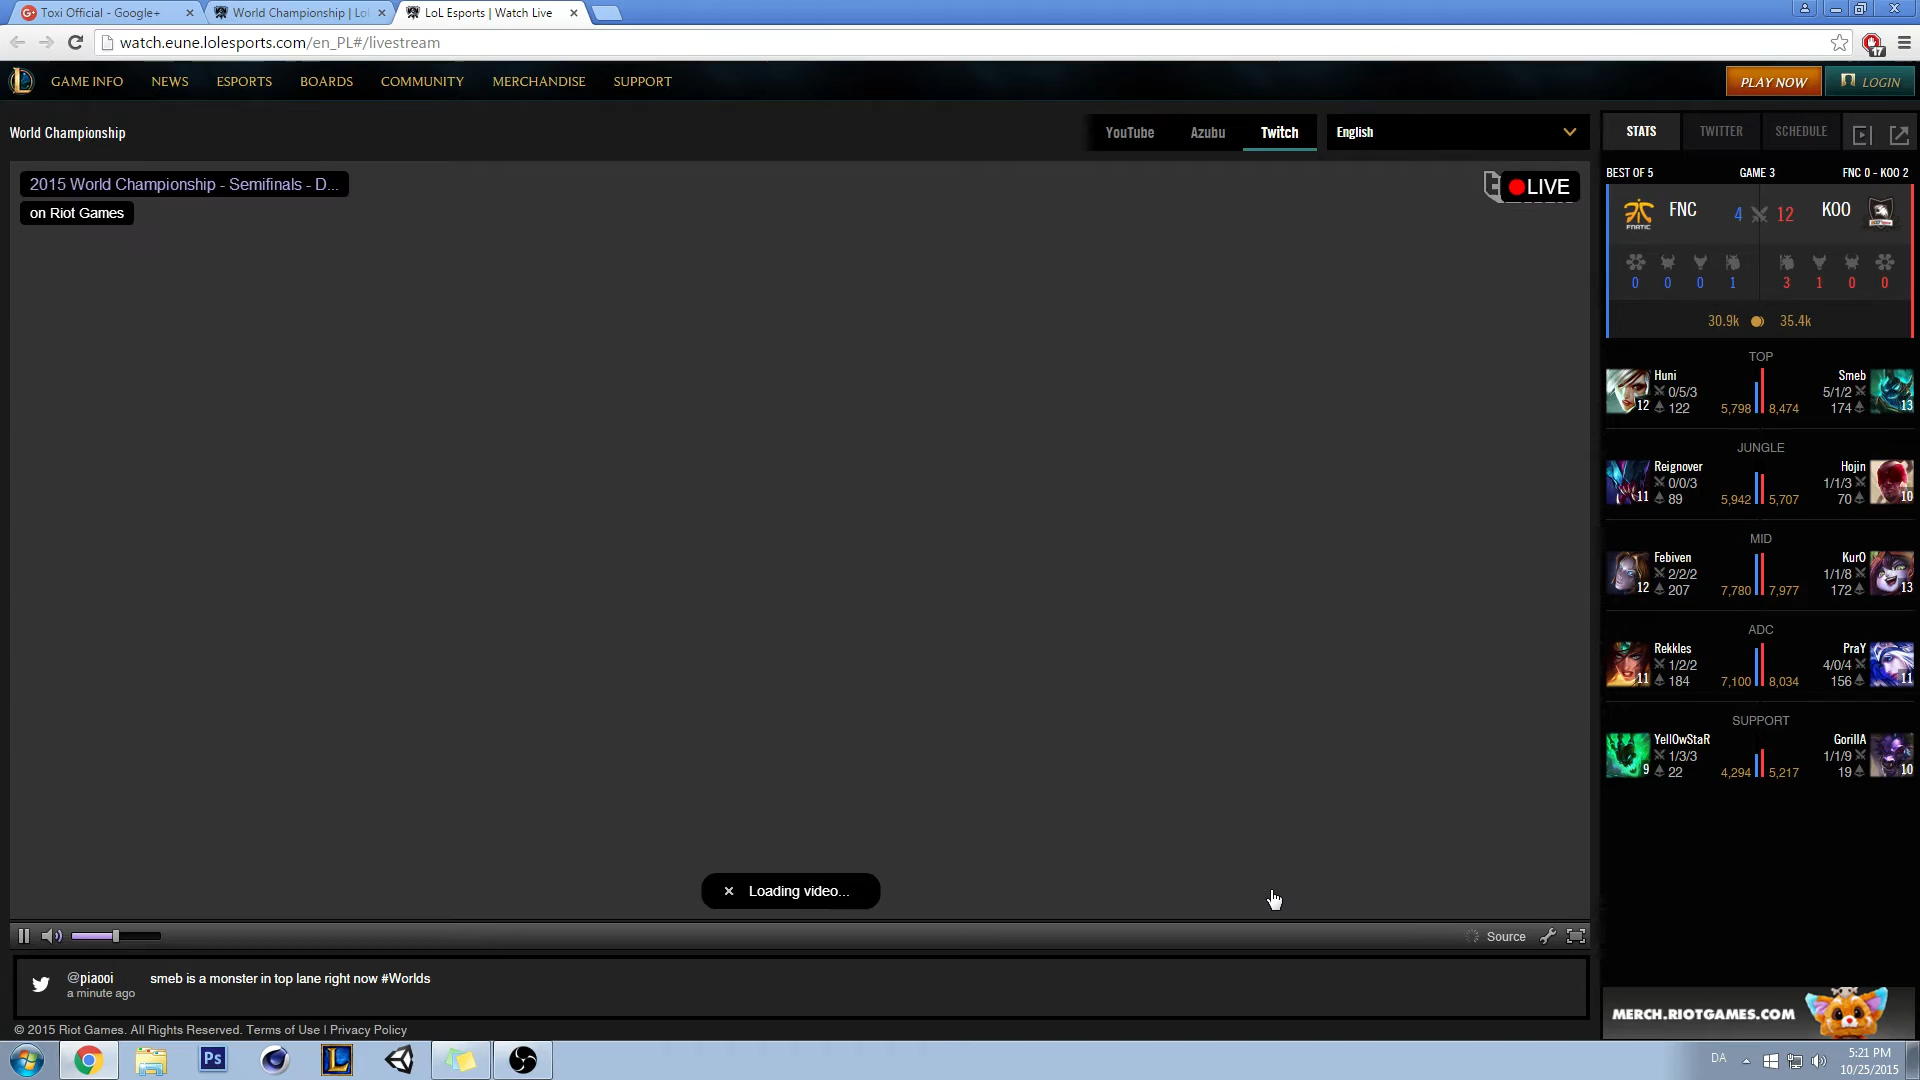 Toxi Official - Google+
World Championship | Lo
LoL Esports | Watch Live
watch.eune.lolesports.com/en_PL#/livestream
17
GAME INFO NEWS ESPORTS BOARDS COMMUNITY MERCHANDISE SUPPORT
PLAY NOW LOGIN
World Championship
YouTube Azubu Twitch English
STATS TWITTER SCHEDULE
2015 World Championship - Semifinals - D...
on Riot Games
LIVE
BEST OF 5 GAME 3 FNC 0 - KOO 2
FNATIC FNC 4 12 KOO
0 0 0 1 3 1 0 0
30.9k 35.4k
TOP
Huni Smeb
0/5/3 5/1/2
12 122 5,798 8,474 174 13
JUNGLE
Reignover Hojin
0/0/3 1/1/3
11 89 5,942 5,707 70 10
MID
Febiven KurO
2/2/2 1/1/8
12 207 7,780 7,977 172 13
ADC
Rekkles PraY
1/2/2 4/0/4
11 184 7,100 8,034 156 11
SUPPORT
YellOwStaR GorillA
1/3/3 1/1/9
9 22 4,294 5,217 19 10
Loading video...
Source
@piaooi smeb is a monster in top lane right now #Worlds
a minute ago
MERCH.RIOTGAMES.COM
© 2015 Riot Games. All Rights Reserved. Terms of Use | Privacy Policy
Ps
L
DA
5:21 PM
10/25/2015